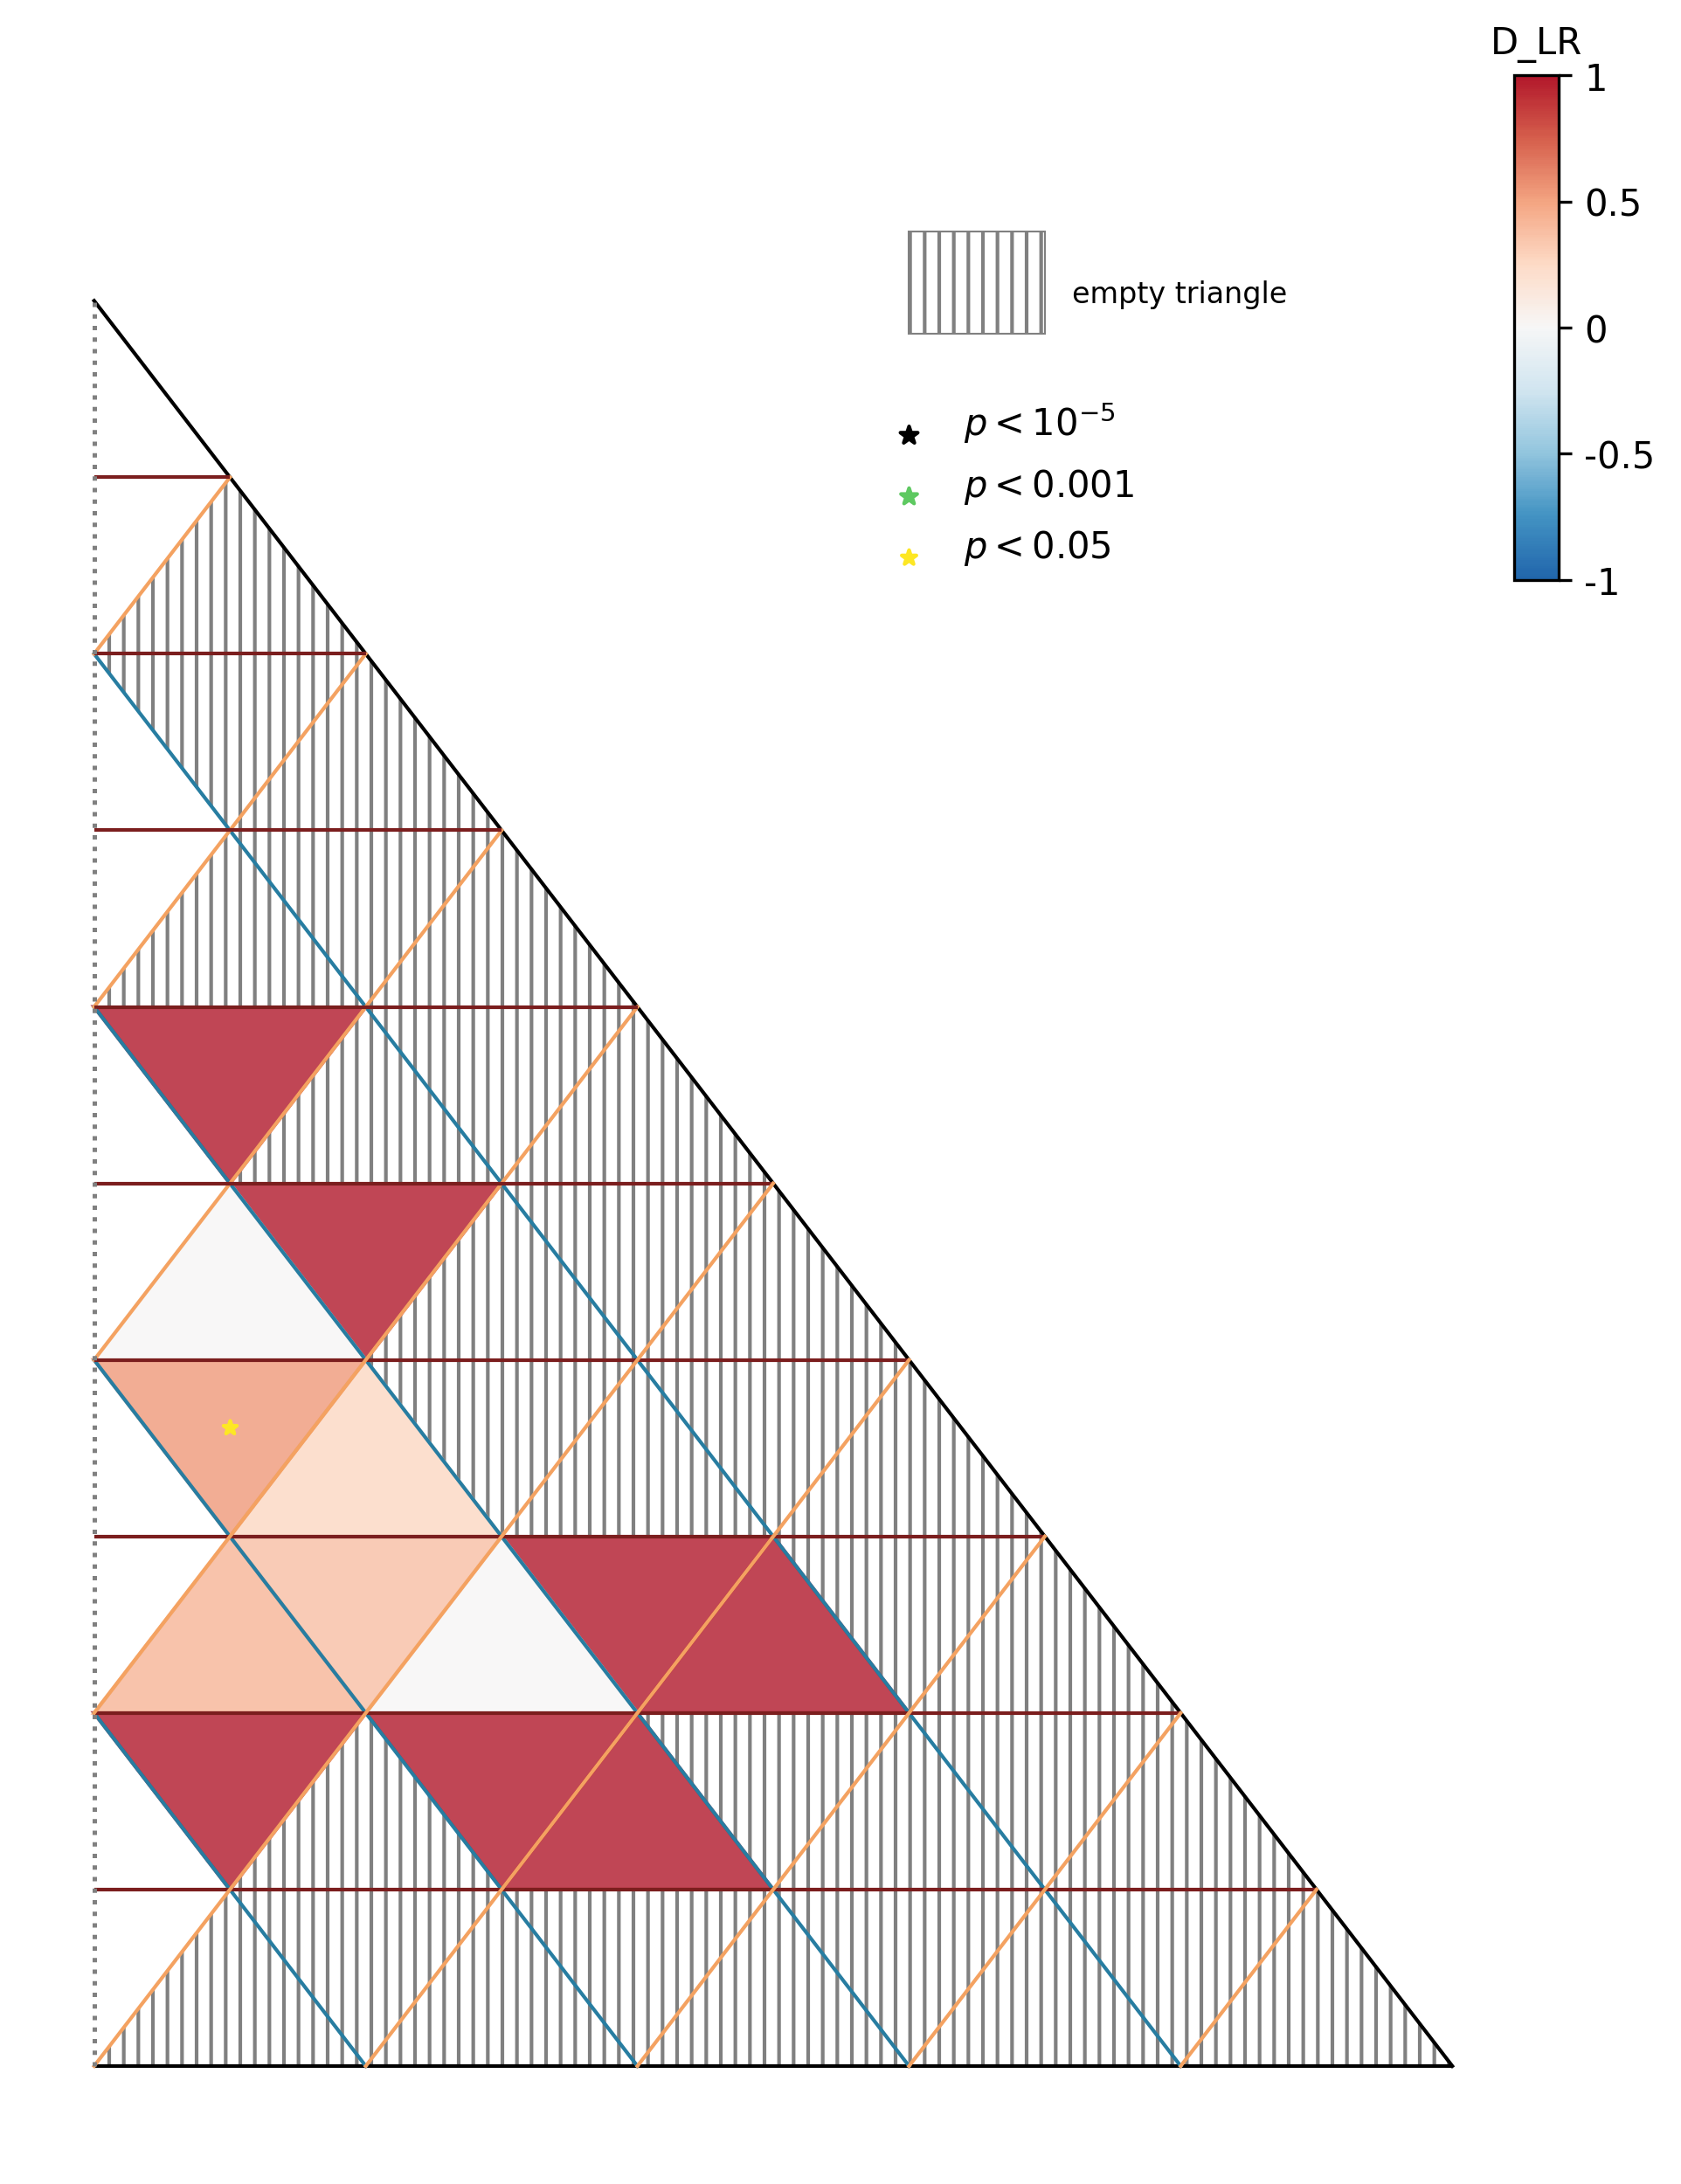 D_LR
1
0.5
0
-0.5
-1
empty triangle
p < 10⁻⁵
p < 0.001
p < 0.05